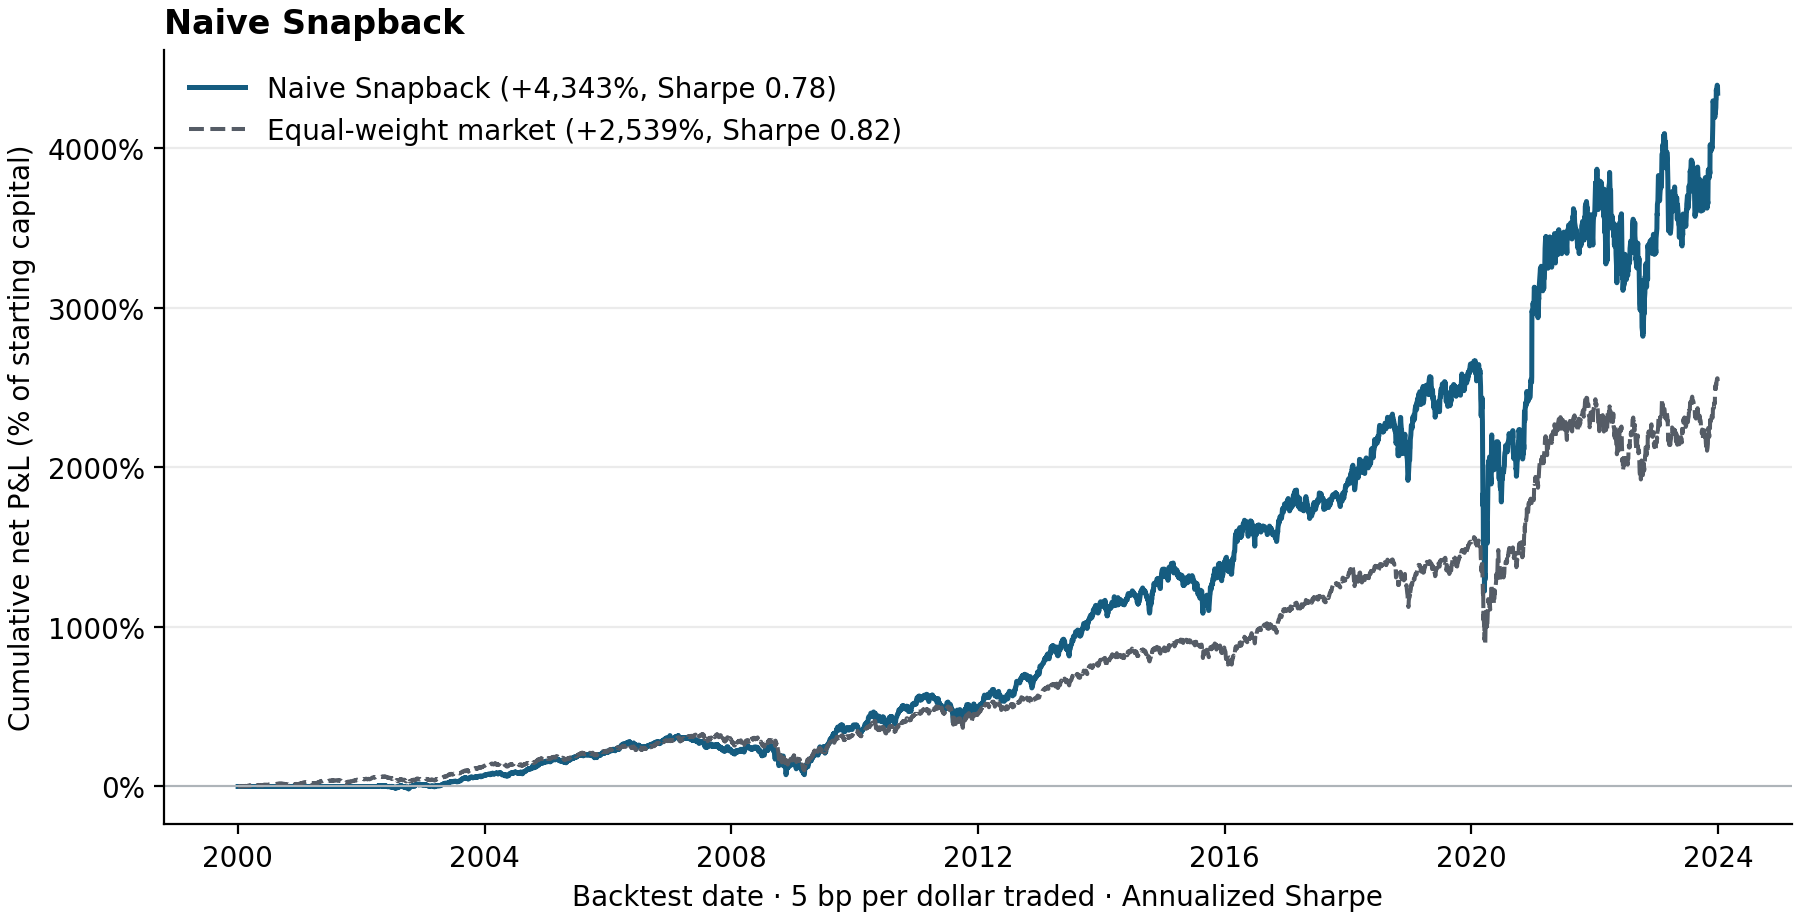 Naive Snapback
Naive Snapback (+4,343%, Sharpe 0.78)
Equal-weight market (+2,539%, Sharpe 0.82)
Cumulative net P&L (% of starting capital)
4000%
3000%
2000%
1000%
0%
2000 2004 2008 2012 2016 2020 2024
Backtest date · 5 bp per dollar traded · Annualized Sharpe